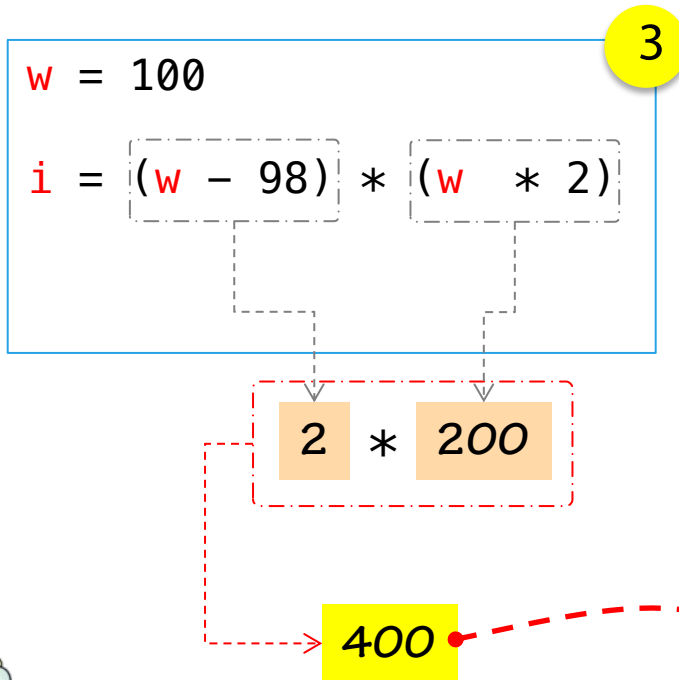 3
w = 100
i = (w − 98) * (w * 2)
2 * 200
400